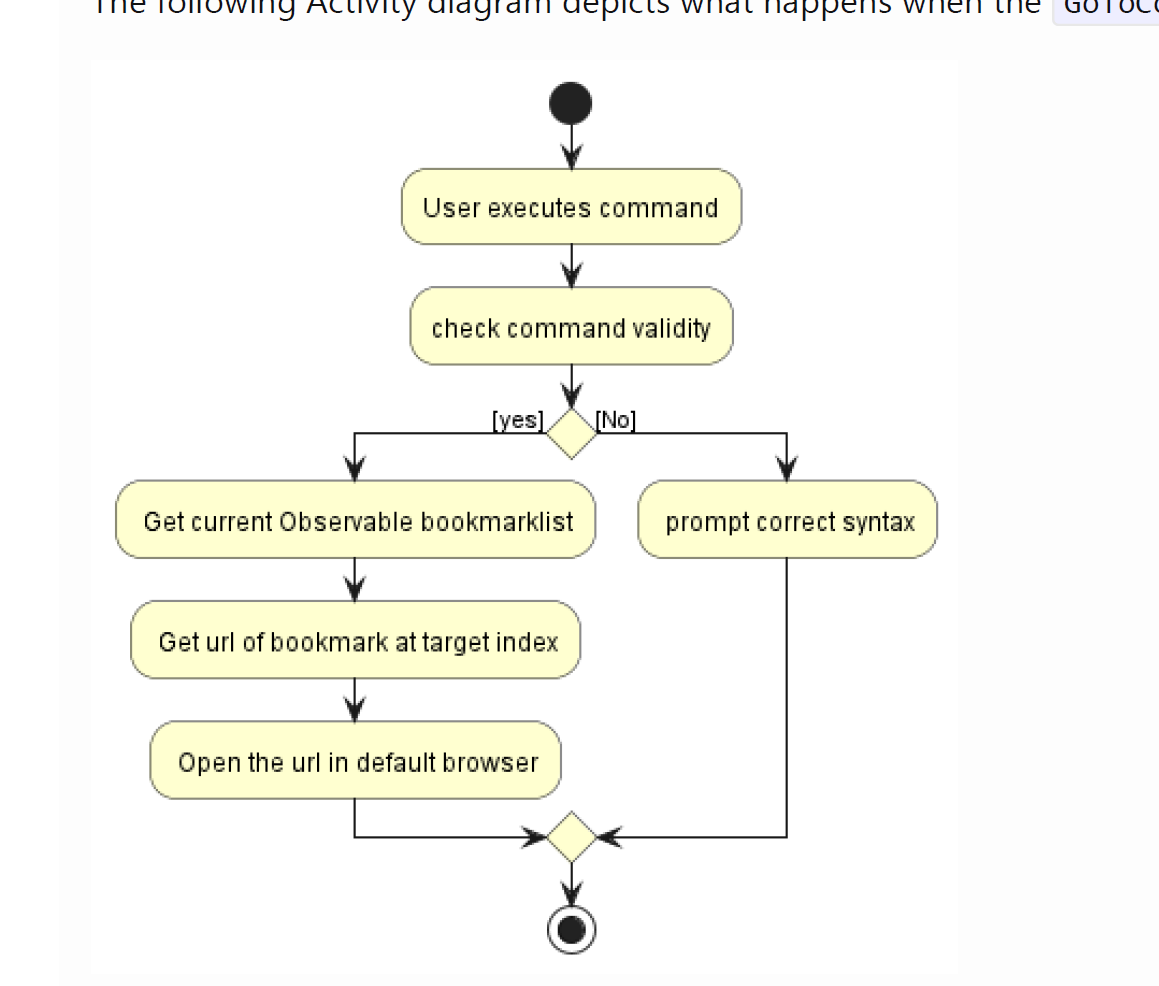 The following Activity diagram depicts what happens when the
User executes command
check command validity
[yes] [No]
Get current Observable bookmarklist
prompt correct syntax
Get url of bookmark at target index
Open the url in default browser